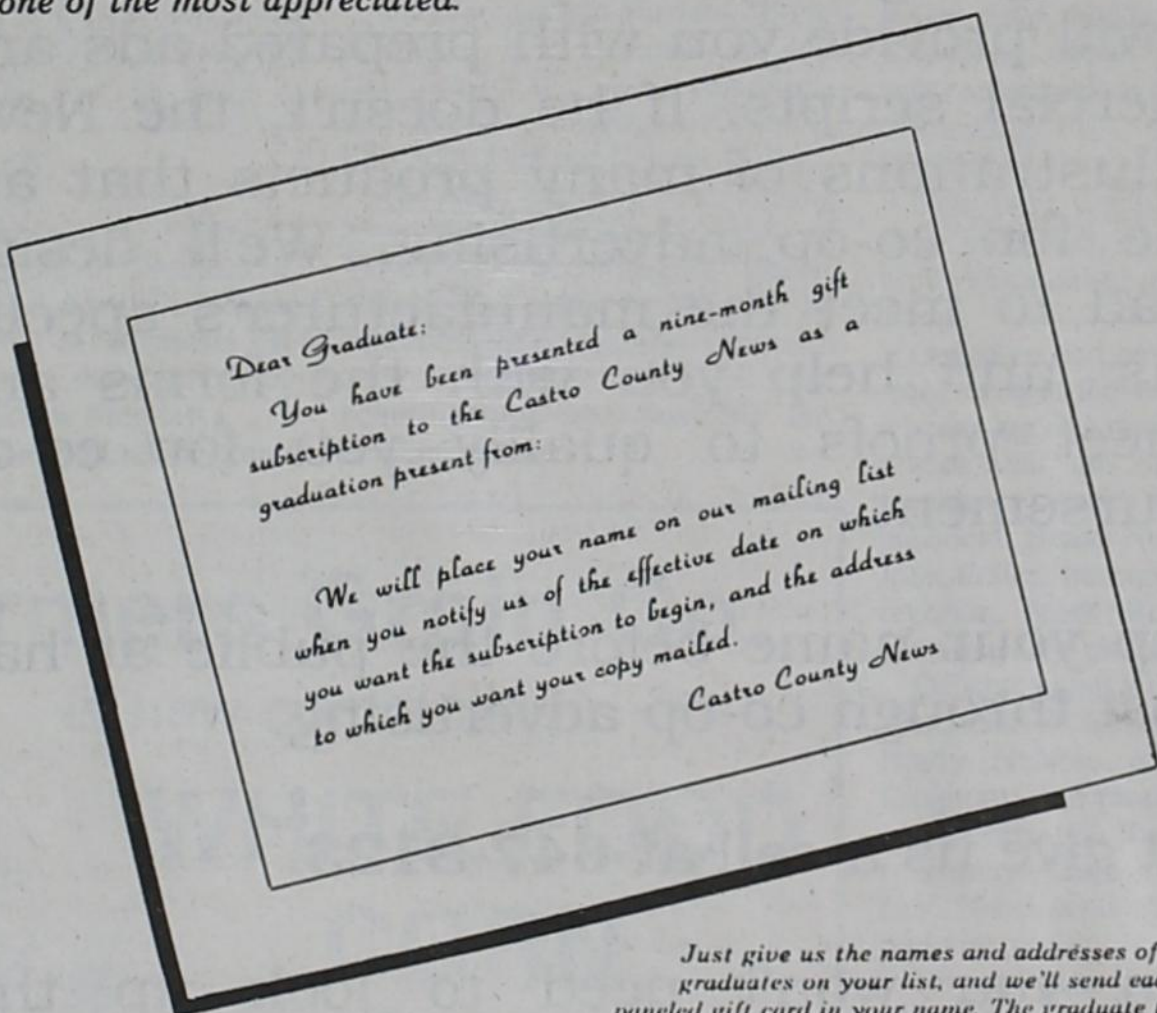 one of the most appreciated.
Dear Graduate:
You have been presented a nine-month gift
subscription to the Castro County News as a
graduation present from:
We will place your name on our mailing list
when you notify us of the effective date on which
you want the subscription to begin, and the address
to which you want your copy mailed.
Castro County News
Just give us the names and addresses of
graduates on your list, and we'll send
paneled gift card in your name. The graduate